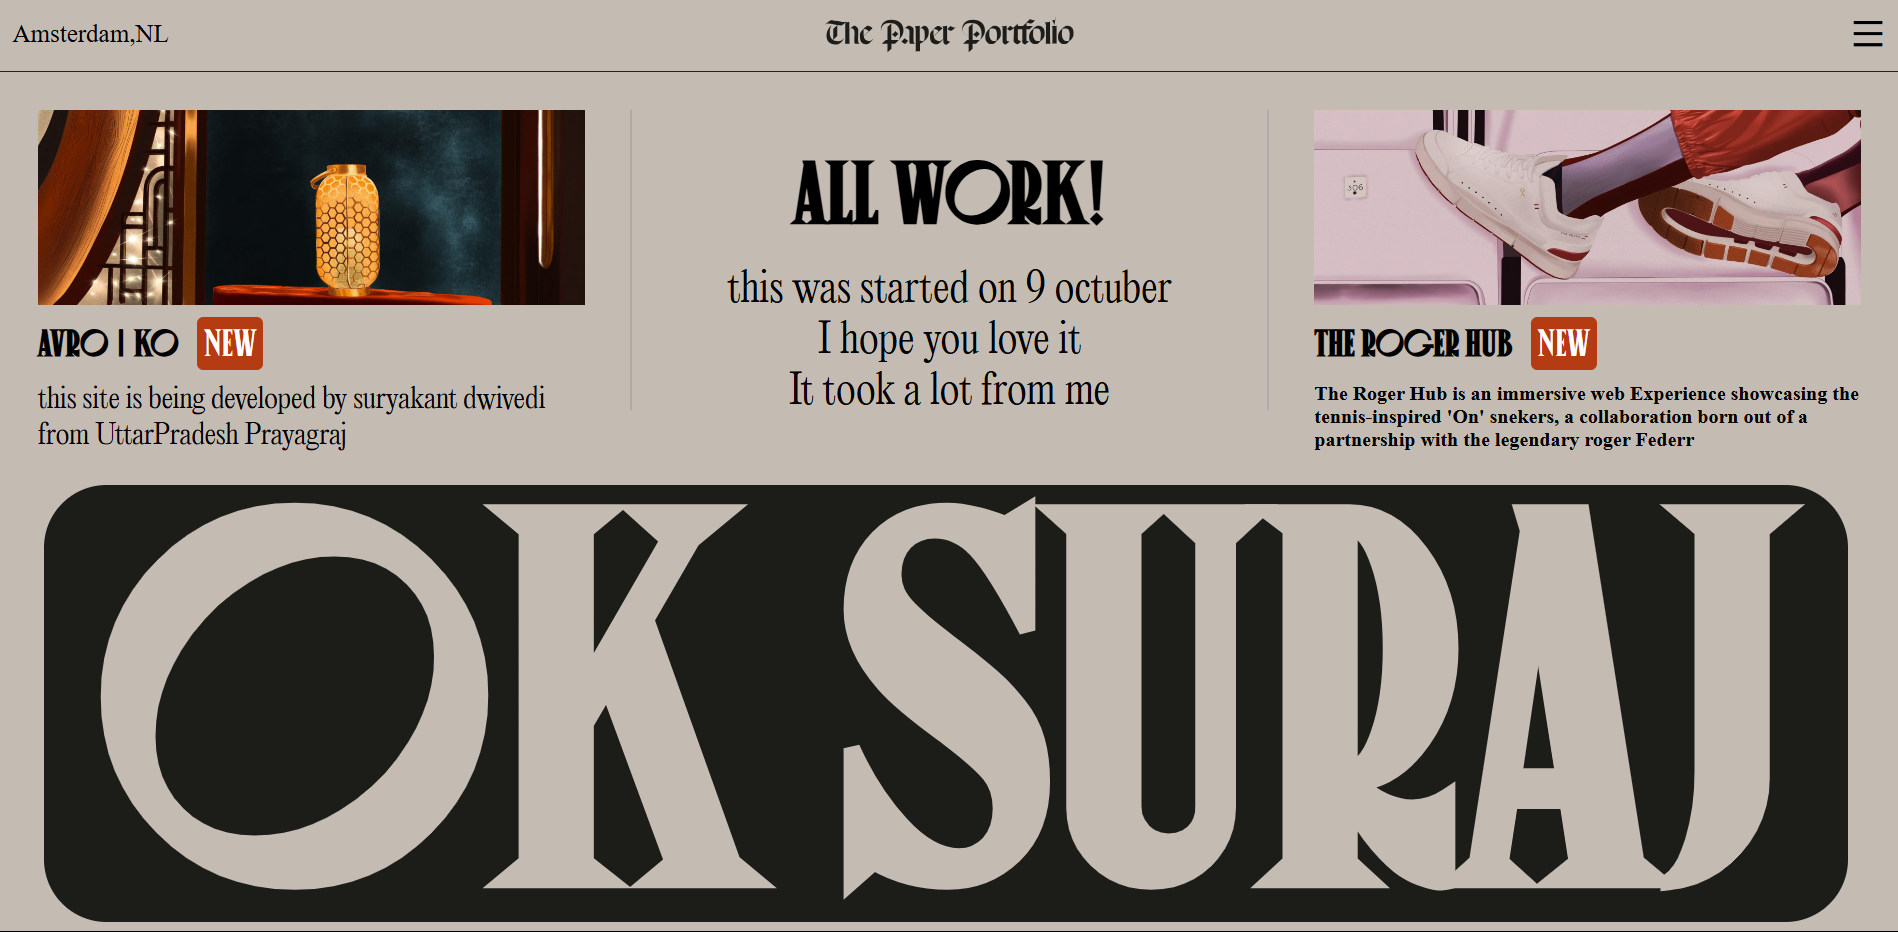 Amsterdam,NL
The Paper Portfolio
AVRO | KO NEW
this site is being developed by suryakant dwivedi
from UttarPradesh Prayagraj
ALL WORK!
this was started on 9 octuber
I hope you love it
It took a lot from me
THE ROGER HUB NEW
The Roger Hub is an immersive web Experience showcasing the
tennis-inspired 'On' snekers, a collaboration born out of a
partnership with the legendary roger Federr
OK SURAJ